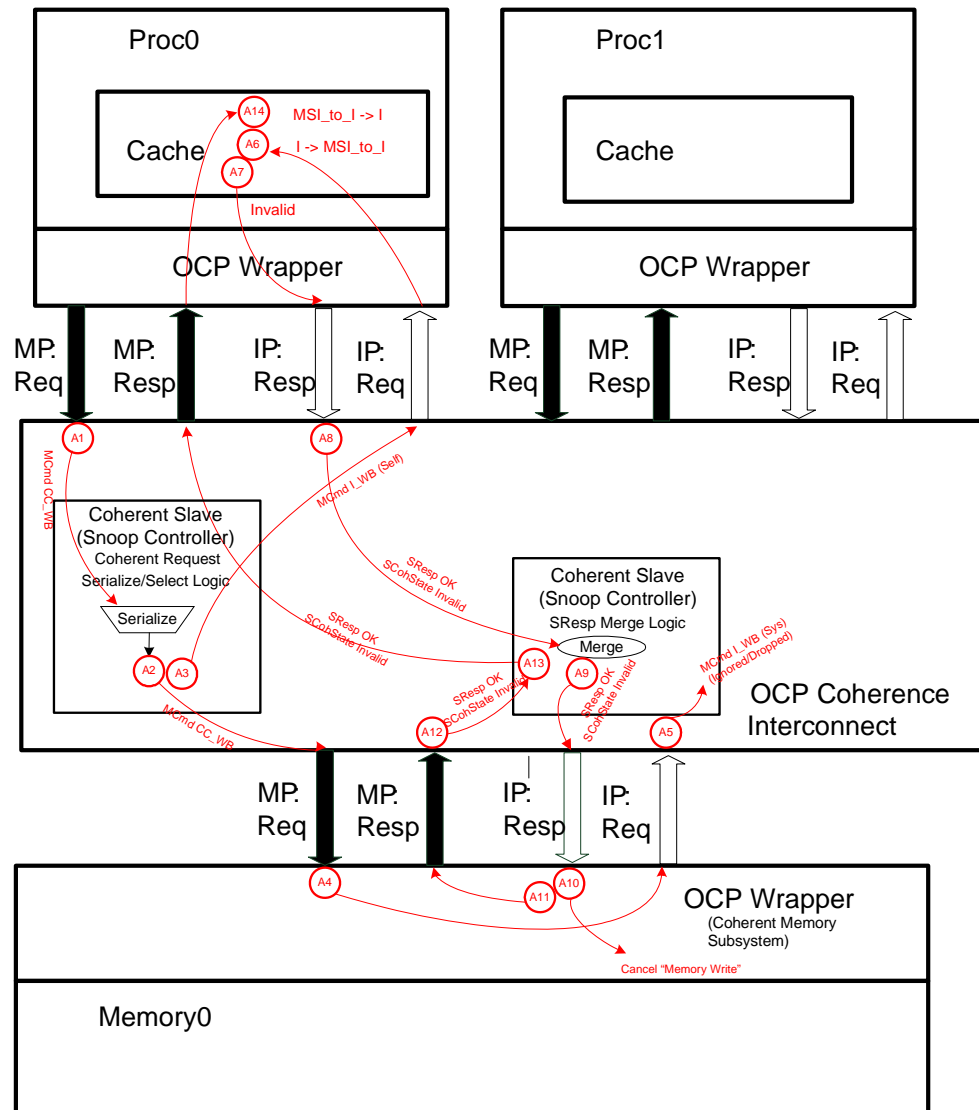 Proc0
Proc1
A14
MSI_to_I -> I
A6
I -> MSI_to_I
Cache
A7
Cache
Invalid
OCP Wrapper
OCP Wrapper
MP:
Req
MP:
Resp
IP:
Resp
IP:
Req
MP:
Req
MP:
Resp
IP:
Resp
IP:
Req
A1
A8
MCmd CC_WB
MCmd I_WB (Self)
Coherent Slave
(Snoop Controller)
Coherent Request
Serialize/Select Logic
Serialize
A2
A3
MCmd CC_WB
SResp OK
SCohState Invalid
SResp OK
SCohState Invalid
Coherent Slave
(Snoop Controller)
SResp Merge Logic
Merge
A13
A9
SResp OK
SCohState Invalid
SResp OK
SCohState Invalid
MCmd I_WB (Sys)
(Ignored/Dropped)
A12
A5
OCP Coherence
Interconnect
MP:
Req
MP:
Resp
IP:
Resp
IP:
Req
A4
A11
A10
OCP Wrapper
(Coherent Memory
Subsystem)
Cancel “Memory Write”
Memory0